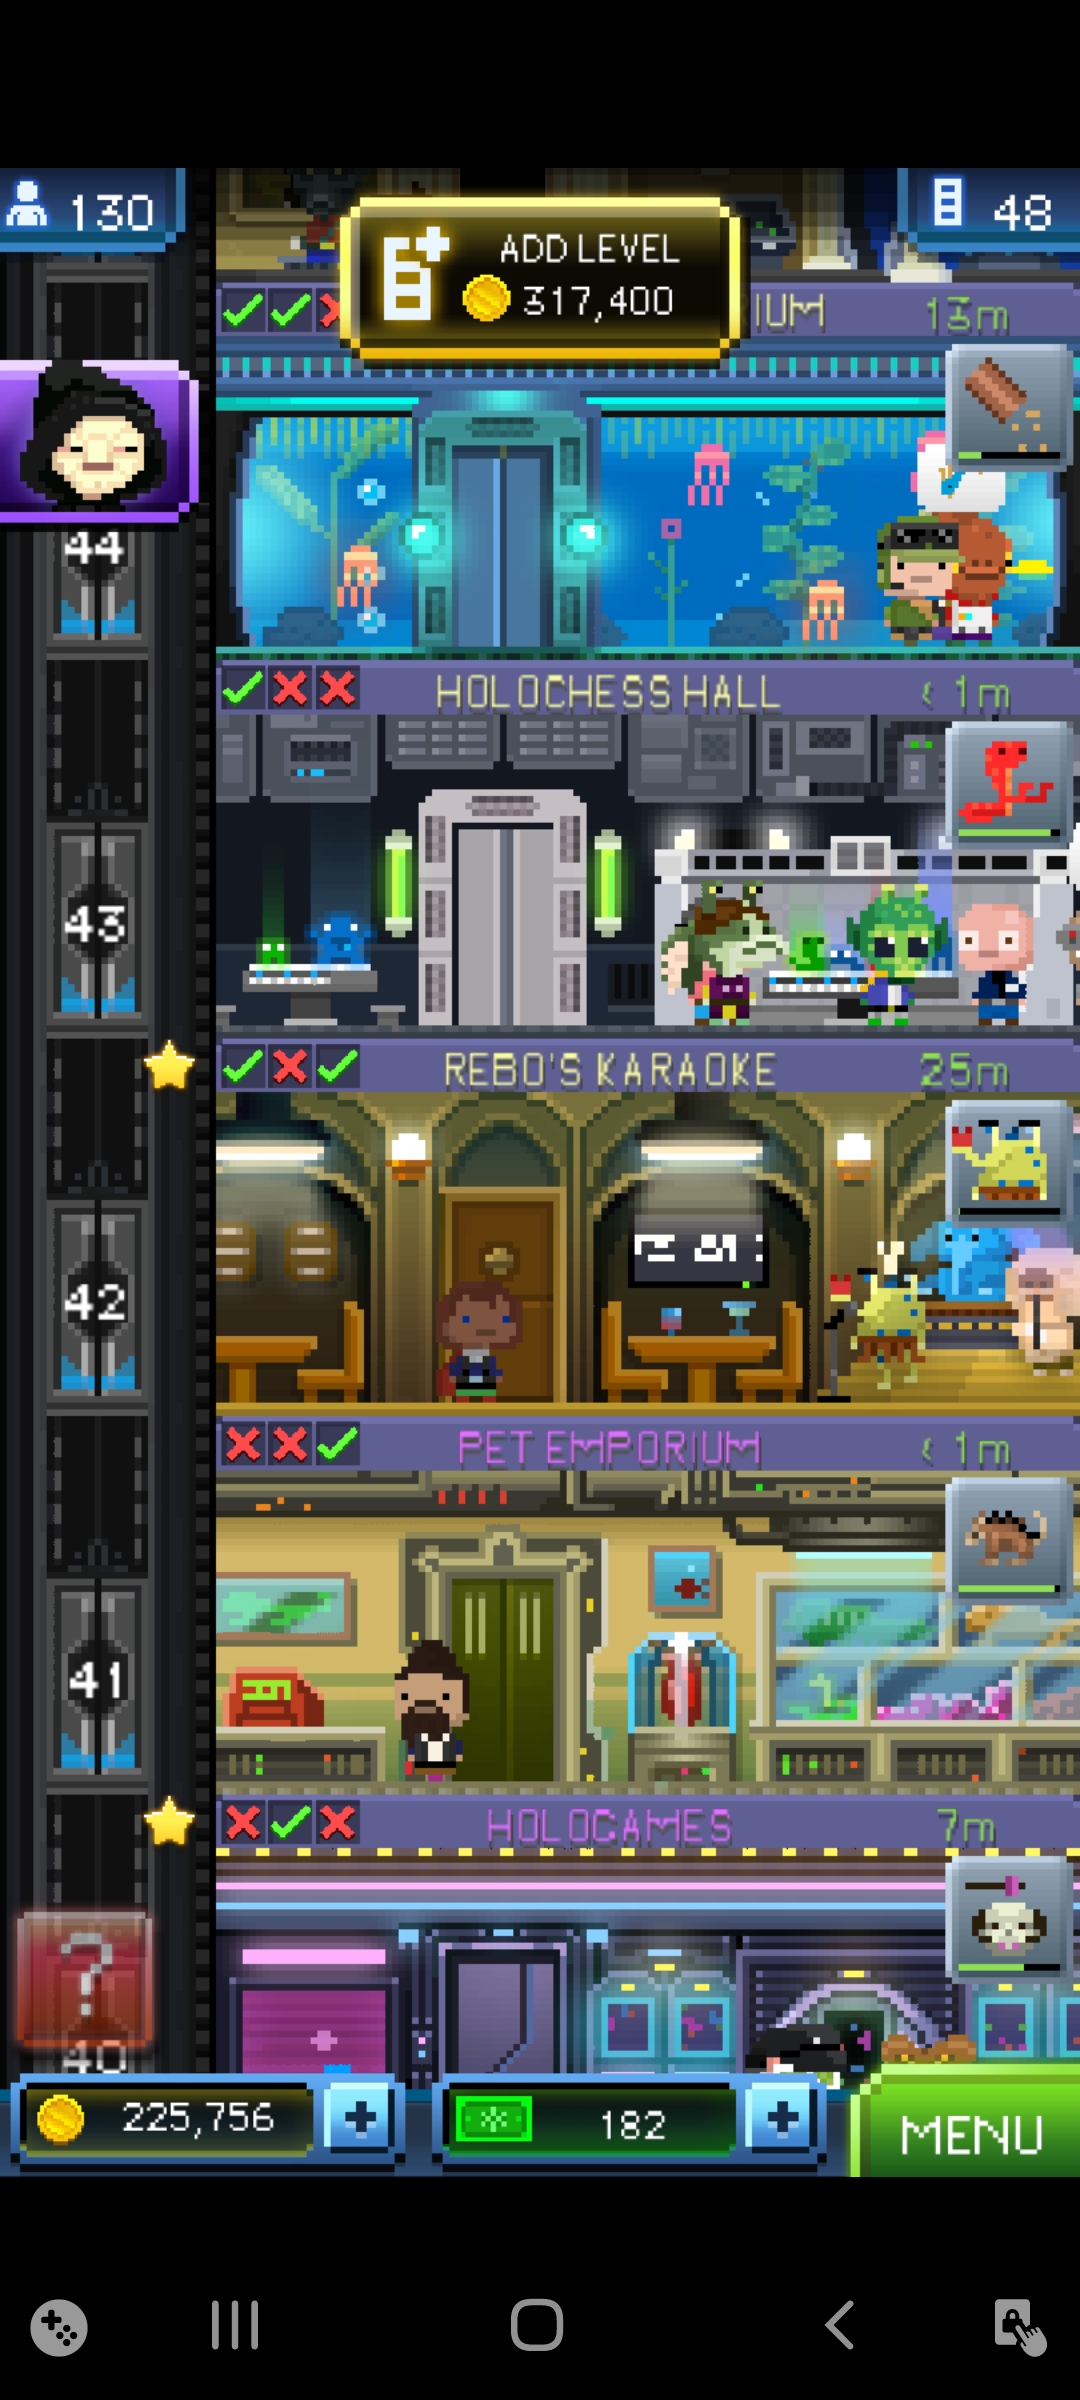 130
ADD LEVEL
317,400
48
IUM 13m
44
HOLOCHESS HALL < 1m
43
REBO'S KARAOKE 25m
42
PET EMPORIUM < 1m
41
HOLOGAMES 7m
?
40
225,756 + 182 + MENU